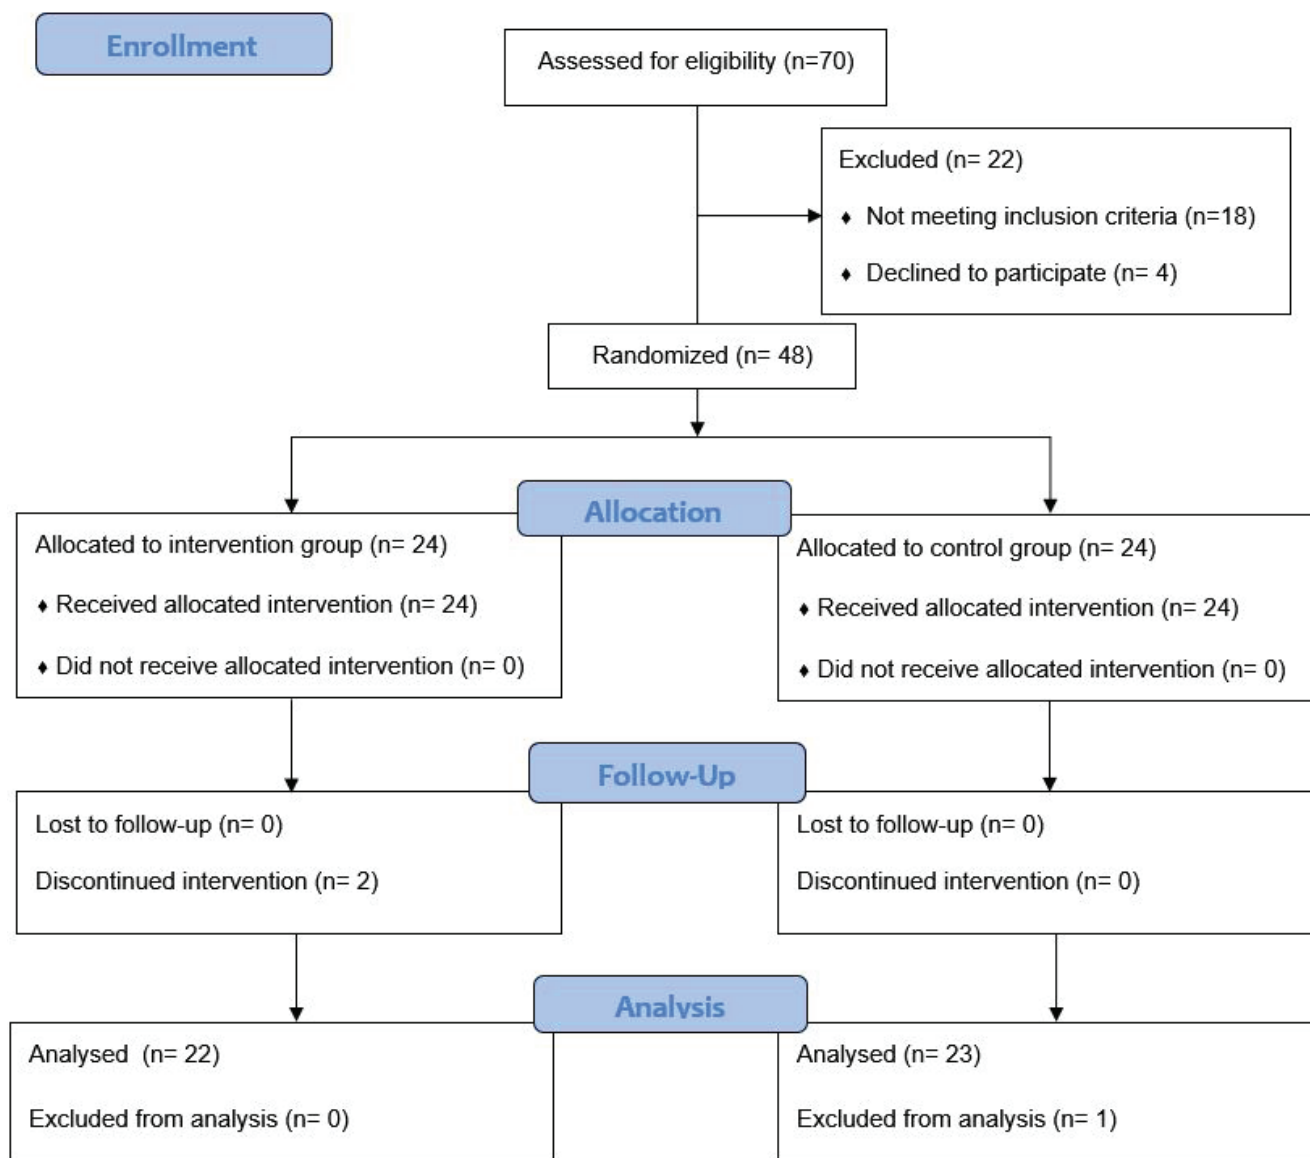 Enrollment
Assessed for eligibility (n=70)
Excluded (n= 22)
♦ Not meeting inclusion criteria (n=18)
♦ Declined to participate (n= 4)
Randomized (n= 48)
Allocation
Allocated to intervention group (n= 24)
♦ Received allocated intervention (n= 24)
♦ Did not receive allocated intervention (n= 0)
Allocated to control group (n= 24)
♦ Received allocated intervention (n= 24)
♦ Did not receive allocated intervention (n= 0)
Follow-Up
Lost to follow-up (n= 0)
Discontinued intervention (n= 2)
Lost to follow-up (n= 0)
Discontinued intervention (n= 0)
Analysis
Analysed (n= 22)
Excluded from analysis (n= 0)
Analysed (n= 23)
Excluded from analysis (n= 1)